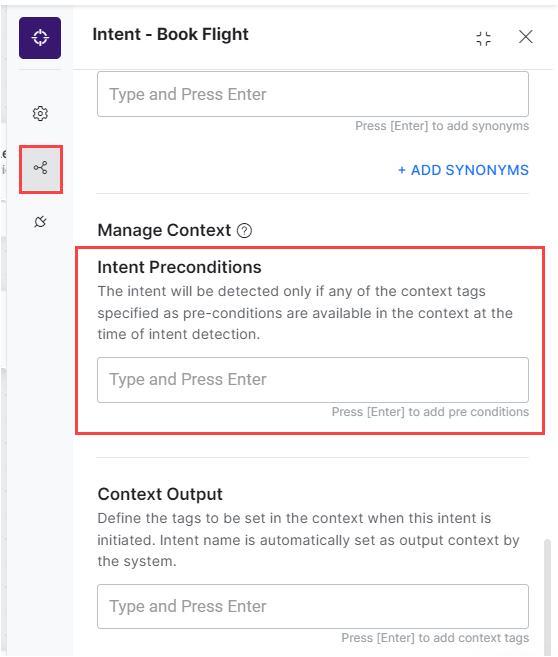 Intent - Book Flight
Type and Press Enter
Press [Enter] to add synonyms
+ ADD SYNONYMS
Manage Context ?
Intent Preconditions
The intent will be detected only if any of the context tags
specified as pre-conditions are available in the context at the
time of intent detection.
Type and Press Enter
Press [Enter] to add pre conditions
Context Output
Define the tags to be set in the context when this intent is
initiated. Intent name is automatically set as output context by
the system.
Type and Press Enter
Press [Enter] to add context tags